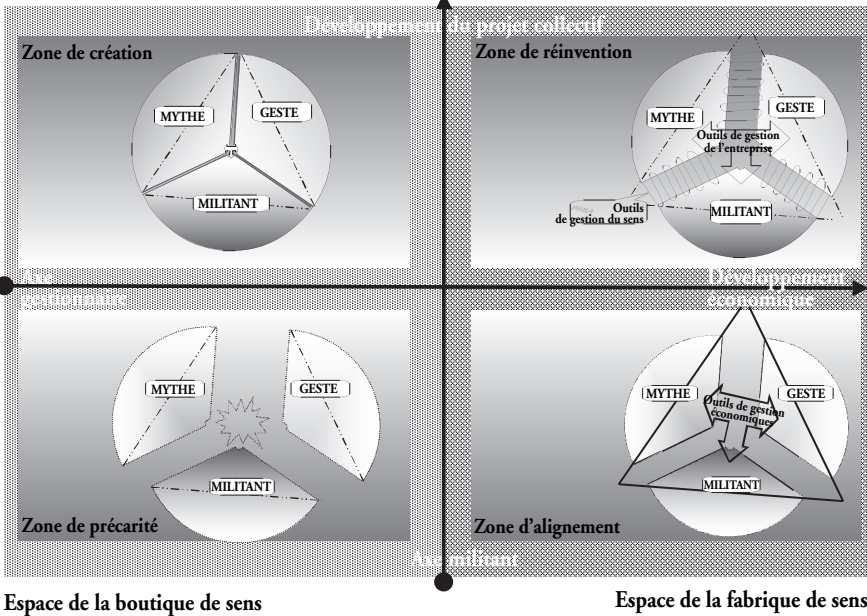 Développement du projet collectif
Zone de création
MYTHE
GESTE
MILITANT
Zone de réinvention
MYTHE
GESTE
Outils de gestion
de l'entreprise
Outils
de gestion du sens
MILITANT
Axe
gestionnaire
Développement
économique
MYTHE
GESTE
MILITANT
Zone de précarité
MYTHE
GESTE
Outils de gestion
économiques
MILITANT
Zone d'alignement
Axe militant
Espace de la boutique de sens
Espace de la fabrique de sens